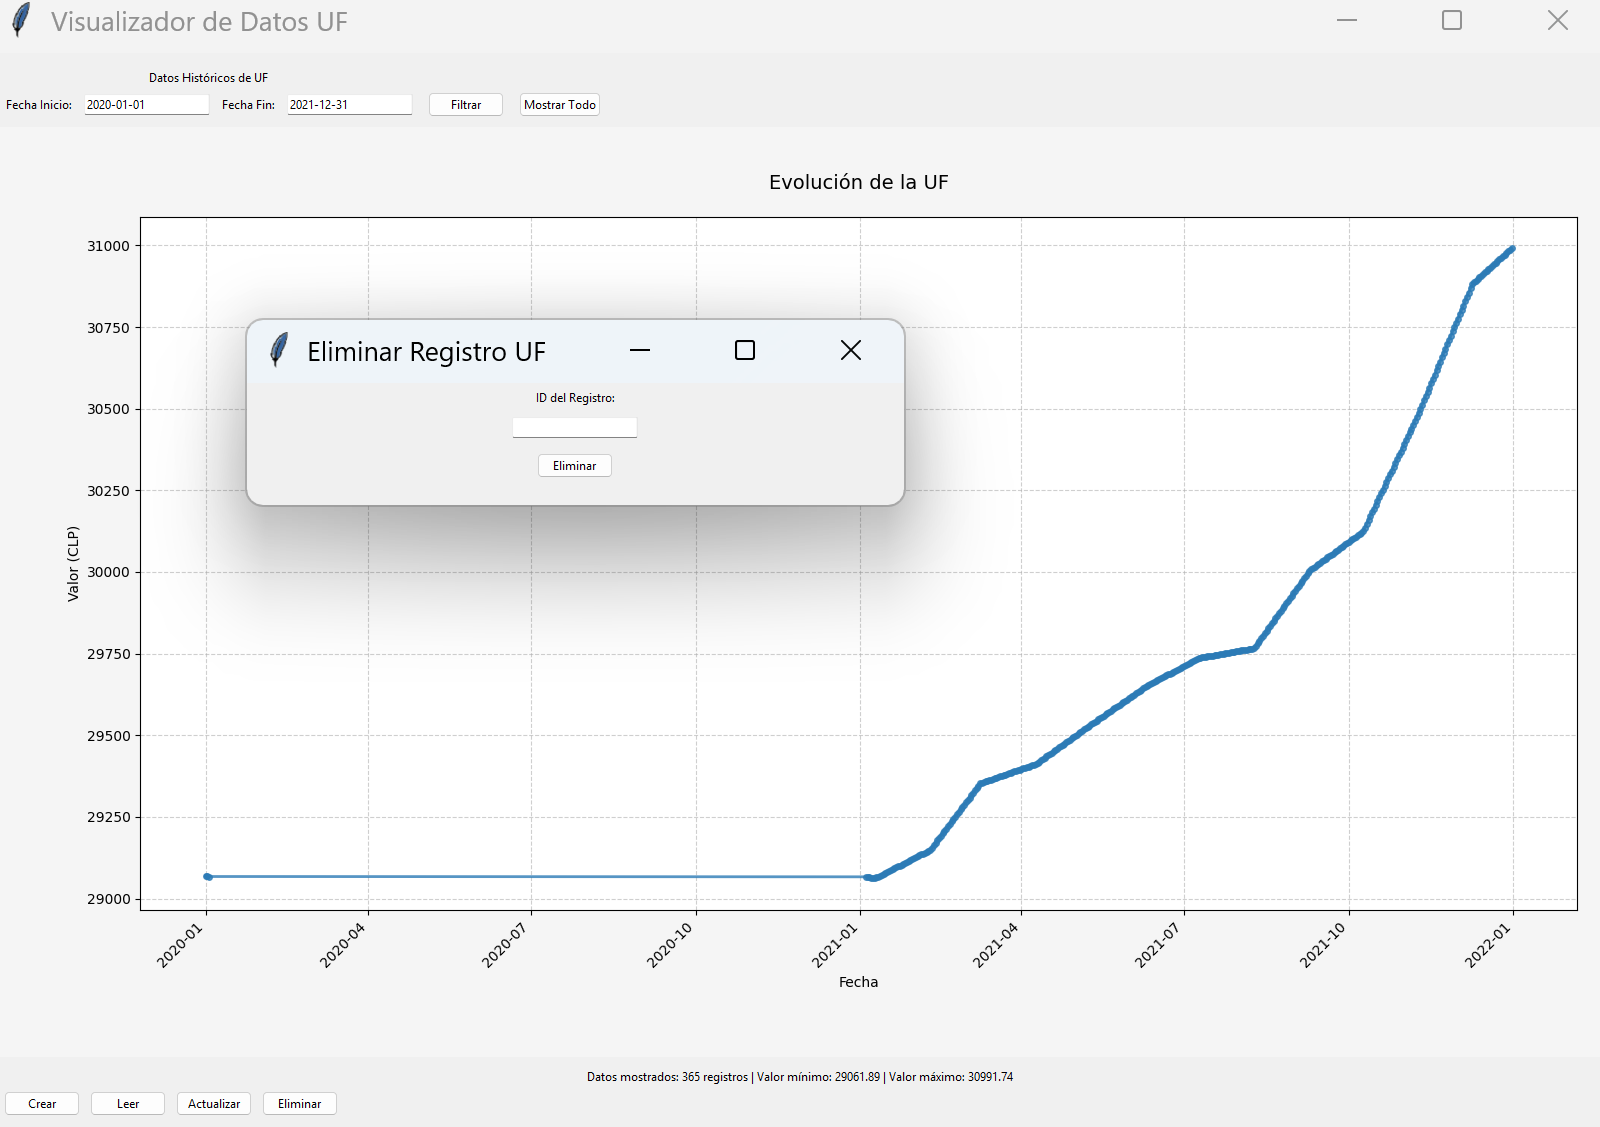 Visualizador de Datos UF
Datos Históricos de UF
Fecha Inicio: 2020-01-01 Fecha Fin: 2021-12-31 Filtrar Mostrar Todo
Evolución de la UF
31000
30750
30500
30250
30000
29750
29500
29250
29000
Valor (CLP)
Eliminar Registro UF
ID del Registro:
Eliminar
2020-01 2020-04 2020-07 2020-10 2021-01 2021-04 2021-07 2021-10 2022-01
Fecha
Datos mostrados: 365 registros | Valor mínimo: 29061.89 | Valor máximo: 30991.74
Crear Leer Actualizar Eliminar